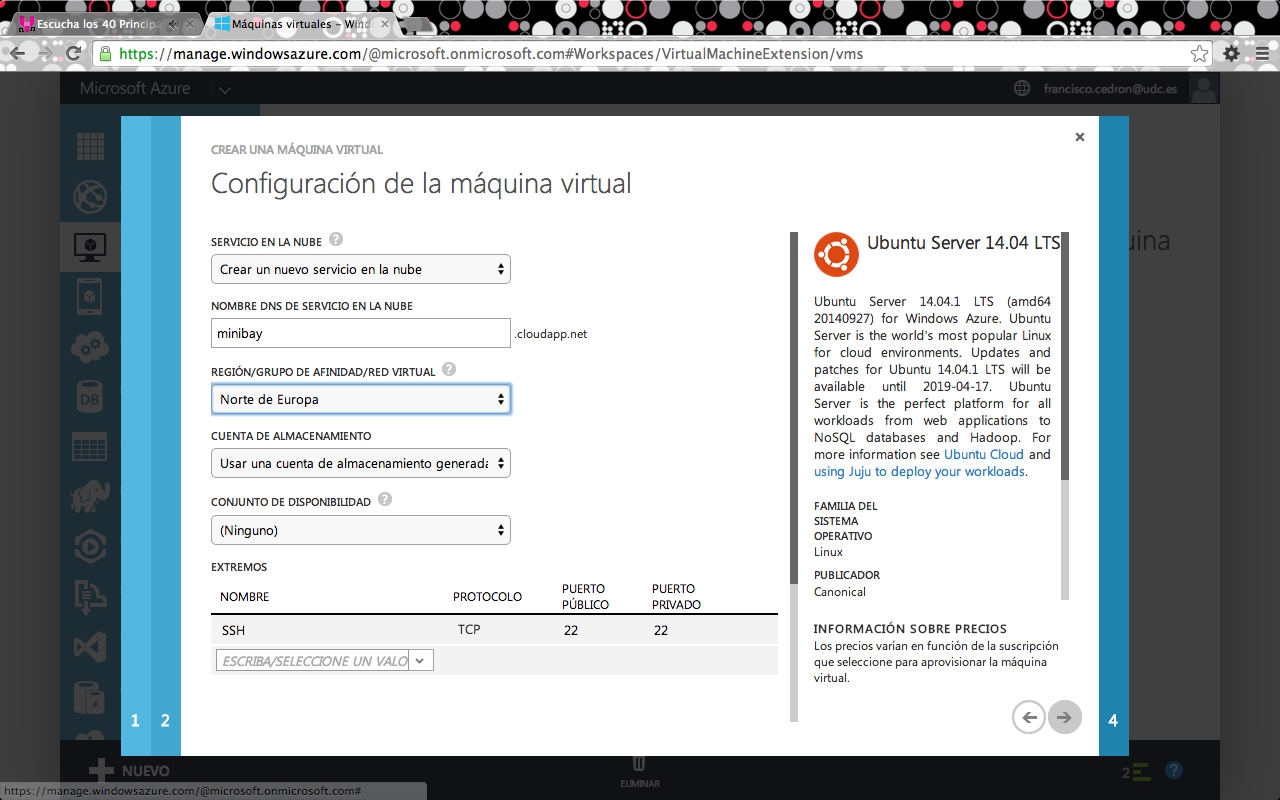 Escucha los 40 Principa
Máquinas virtuales – Wind
https://manage.windowsazure.com/@microsoft.onmicrosoft.com#Workspaces/VirtualMachineExtension/vms
Microsoft Azure
francisco.cedron@udc.es
CREAR UNA MÁQUINA VIRTUAL
Configuración de la máquina virtual
SERVICIO EN LA NUBE ?
Crear un nuevo servicio en la nube
NOMBRE DNS DE SERVICIO EN LA NUBE
minibay .cloudapp.net
REGIÓN/GRUPO DE AFINIDAD/RED VIRTUAL ?
Norte de Europa
CUENTA DE ALMACENAMIENTO
Usar una cuenta de almacenamiento generada
CONJUNTO DE DISPONIBILIDAD ?
(Ninguno)
EXTREMOS
NOMBRE PROTOCOLO PUERTO PÚBLICO PUERTO PRIVADO
SSH TCP 22 22
ESCRIBA/SELECCIONE UN VALO
Ubuntu Server 14.04 LTS
Ubuntu Server 14.04.1 LTS (amd64
20140927) for Windows Azure. Ubuntu
Server is the world's most popular Linux
for cloud environments. Updates and
patches for Ubuntu 14.04.1 LTS will be
available until 2019-04-17. Ubuntu
Server is the perfect platform for all
workloads from web applications to
NoSQL databases and Hadoop. For
more information see Ubuntu Cloud and
using Juju to deploy your workloads.
FAMILIA DEL
SISTEMA
OPERATIVO
Linux
PUBLICADOR
Canonical
INFORMACIÓN SOBRE PRECIOS
Los precios varían en función de la suscripción
que seleccione para aprovisionar la máquina
virtual.
uina
DB
1 2
4
NUEVO
ELIMINAR
2
?
https://manage.windowsazure.com/@microsoft.onmicrosoft.com#